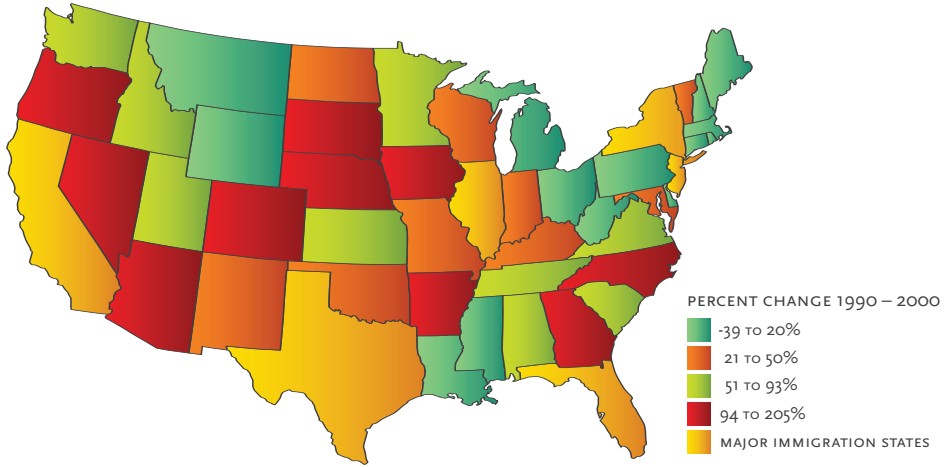 PERCENT CHANGE 1990 – 2000
-39 TO 20%
21 TO 50%
51 TO 93%
94 TO 205%
MAJOR IMMIGRATION STATES